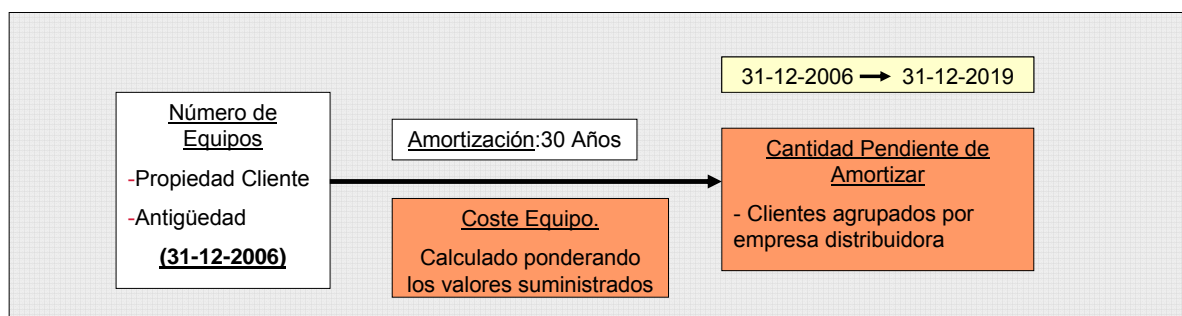 Número de
Equipos
-Propiedad Cliente
-Antigüedad
(31-12-2006)
Amortización:30 Años
Coste Equipo.
Calculado ponderando
los valores suministrados
31-12-2006 → 31-12-2019
Cantidad Pendiente de
Amortizar
- Clientes agrupados por
empresa distribuidora